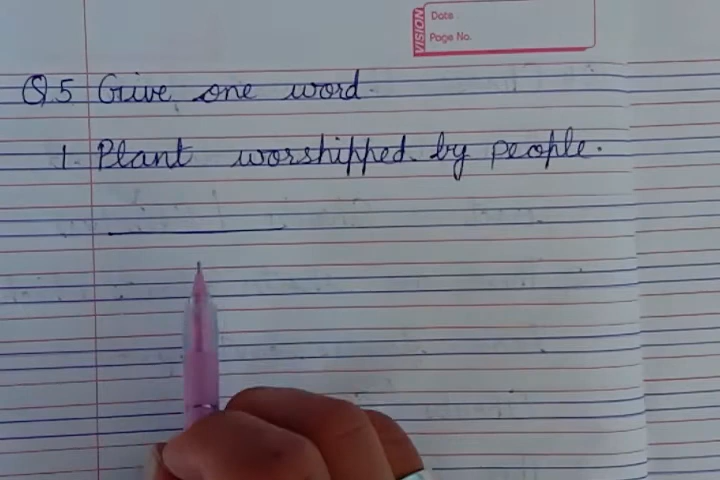 VISION
Date
Page No.
Q.5 Give one word.
1. Plant worshipped by people.